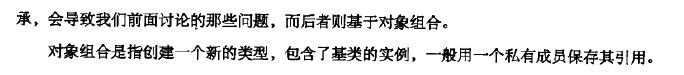 承，会导致我们前面讨论的那些问题，而后者则基于对象组合。
对象组合是指创建一个新的类型，包含了基类的实例，一般用一个私有成员保存其引用。